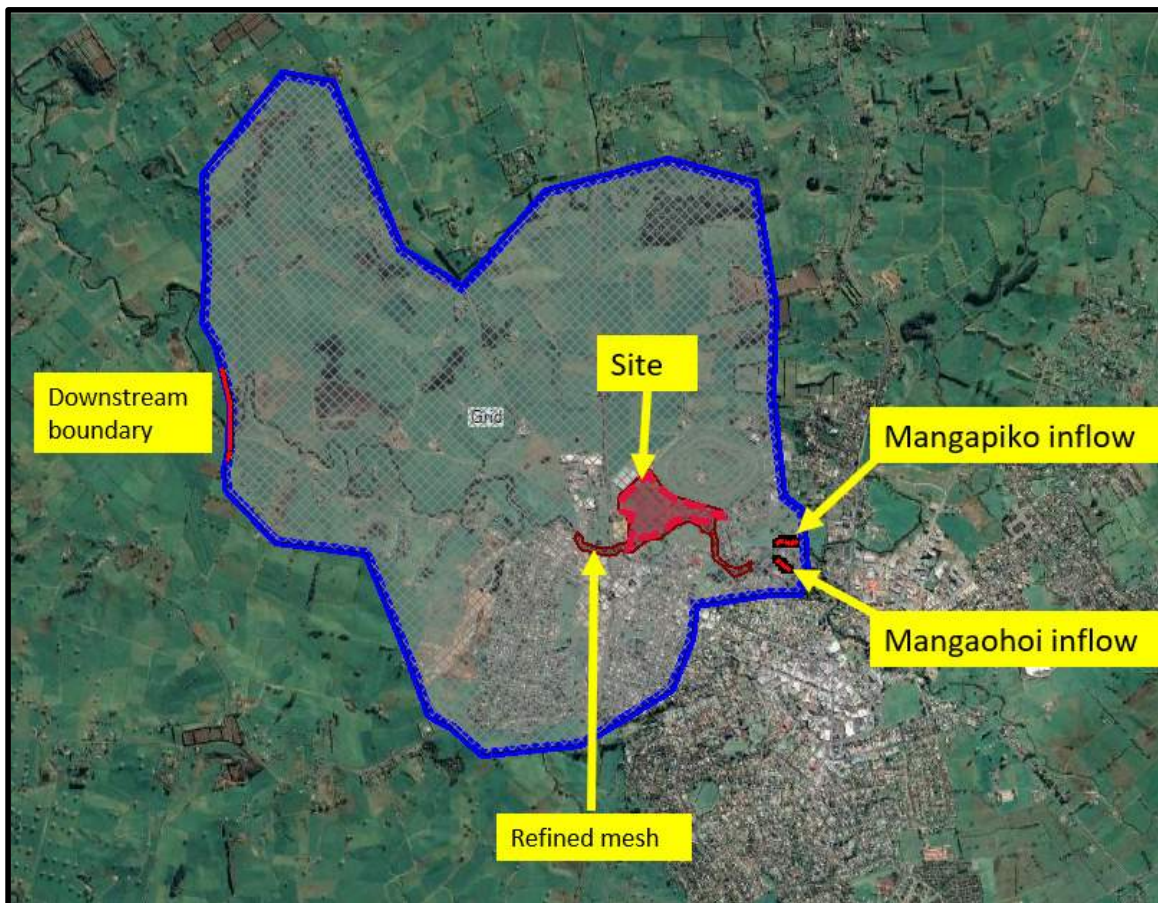 Site
Downstream
boundary
Grid
Mangapiko inflow
Mangaohoi inflow
Refined mesh